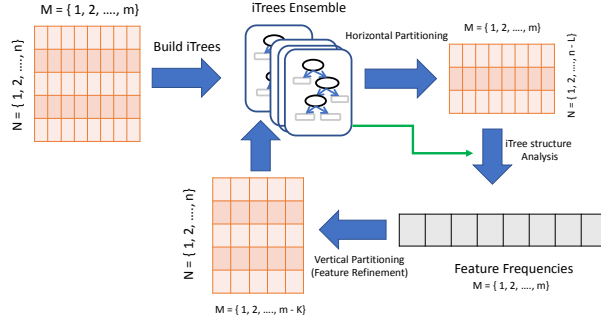 M = { 1, 2, ...., m}
N = { 1, 2, ...., n}
Build iTrees
iTrees Ensemble
Horizontal Partitioning
M = { 1, 2, ...., m}
N = { 1, 2, ...., n - L}
iTree structure
Analysis
Feature Frequencies
M = { 1, 2, ...., m}
Vertical Partitioning
(Feature Refinement)
N = { 1, 2, ...., n}
M = { 1, 2, ...., m - K}